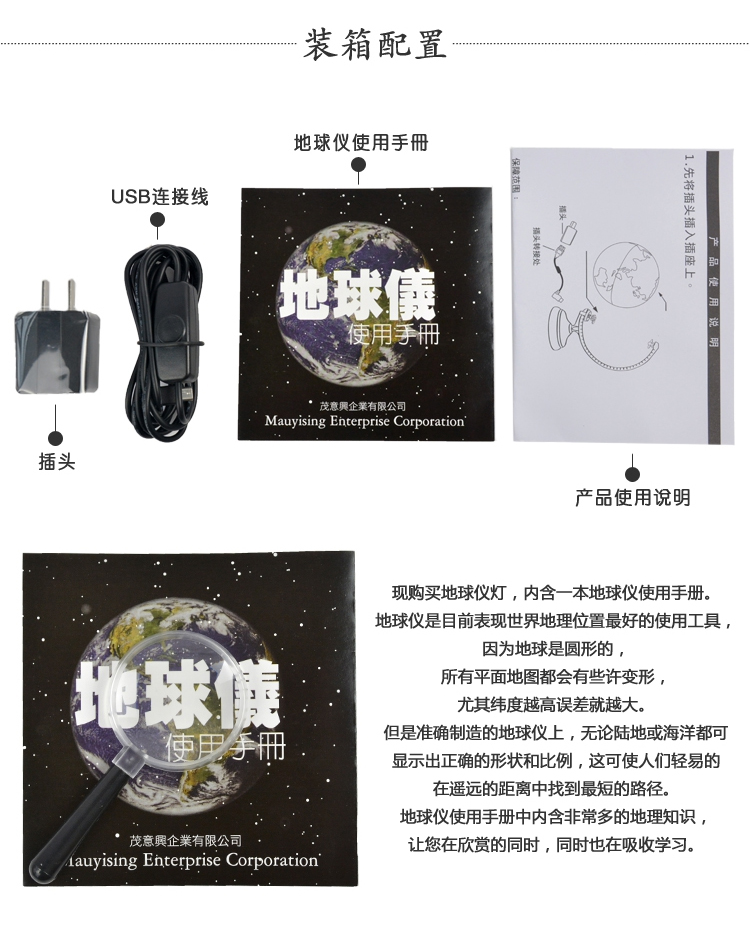 装箱配置
地球仪使用手冊
USB连接线
地球儀
使用手冊
茂意興企業有限公司
Mauyising Enterprise Corporation
产品使用说明
1.先将插头插入插座上。
插头
插头转接处
保障范围：
插头
产品使用说明
地球儀
使用手冊
茂意興企業有限公司
Mauyising Enterprise Corporation
现购买地球仪灯，内含一本地球仪使用手册。
地球仪是目前表现世界地理位置最好的使用工具，
因为地球是圆形的，
所有平面地图都会有些许变形，
尤其纬度越高误差就越大。
但是准确制造的地球仪上，无论陆地或海洋都可
显示出正确的形状和比例，这可使人们轻易的
在遥远的距离中找到最短的路径。
地球仪使用手册中内含非常多的地理知识，
让您在欣赏的同时，同时也在吸收学习。